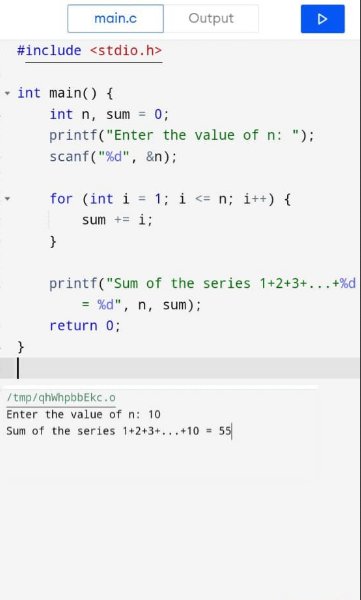 main.c Output
#include <stdio.h>
int main() {
    int n, sum = 0;
    printf("Enter the value of n: ");
    scanf("%d", &n);
    for (int i = 1; i <= n; i++) {
        sum += i;
    }
    printf("Sum of the series 1+2+3+...+%d
        = %d", n, sum);
    return 0;
}
/tmp/qhWhpbbEkc.o
Enter the value of n: 10
Sum of the series 1+2+3+...+10 = 55